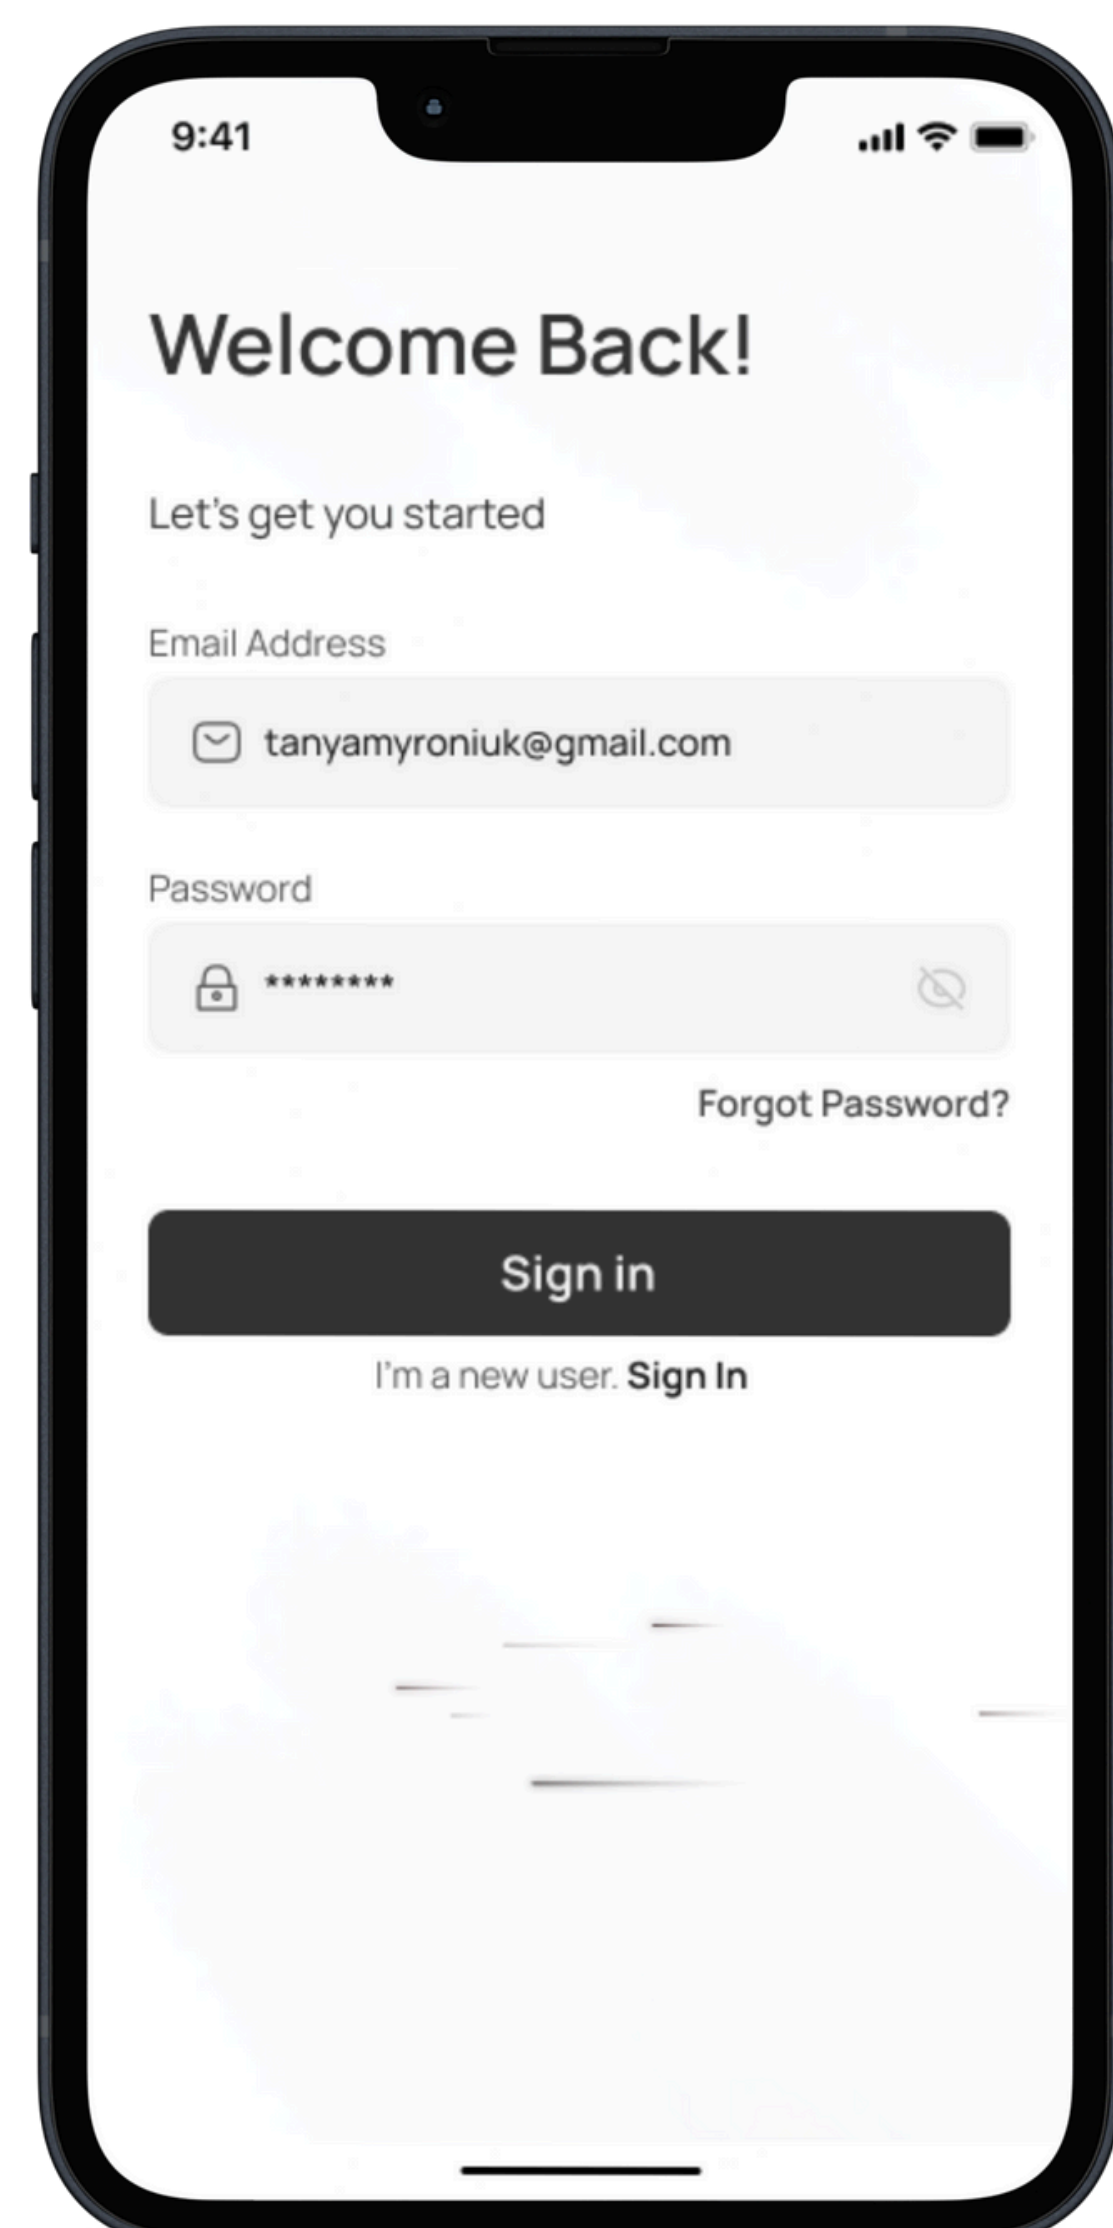 9:41
Welcome Back!
Let's get you started
Email Address
tanyamyroniuk@gmail.com
Password
********
Forgot Password?
Sign in
I'm a new user. Sign In